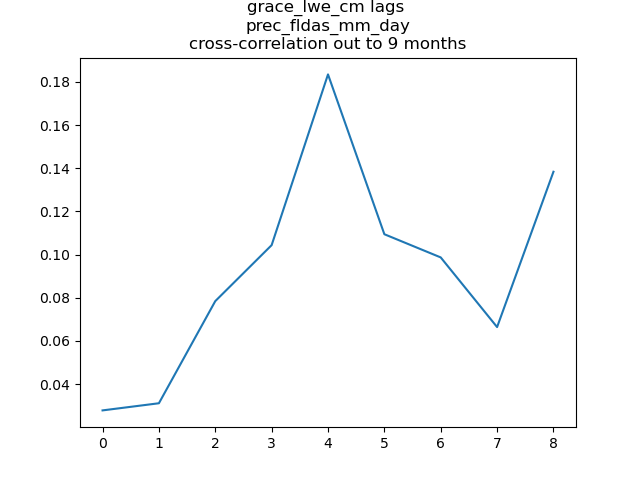 grace_lwe_cm lags
prec_fldas_mm_day
cross-correlation out to 9 months
0.18
0.16
0.14
0.12
0.10
0.08
0.06
0.04
0 1 2 3 4 5 6 7 8